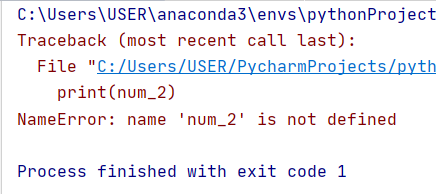 C:\Users\USER\anaconda3\envs\pythonProject
Traceback (most recent call last):
  File "C:/Users/USER/PycharmProjects/pyth
    print(num_2)
NameError: name 'num_2' is not defined
Process finished with exit code 1